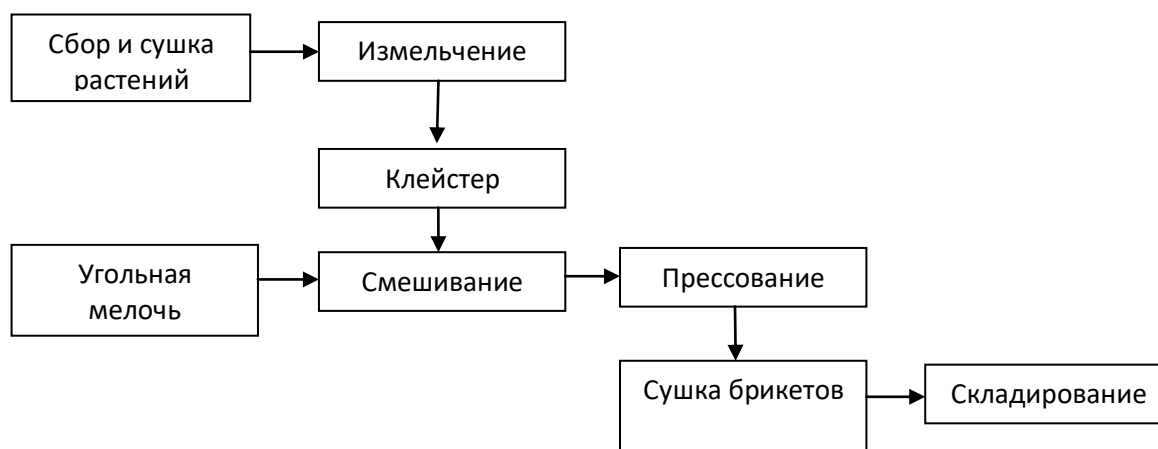 Сбор и сушка
растений
Измельчение
Клейстер
Угольная
мелочь
Смешивание
Прессование
Сушка брикетов
Складирование